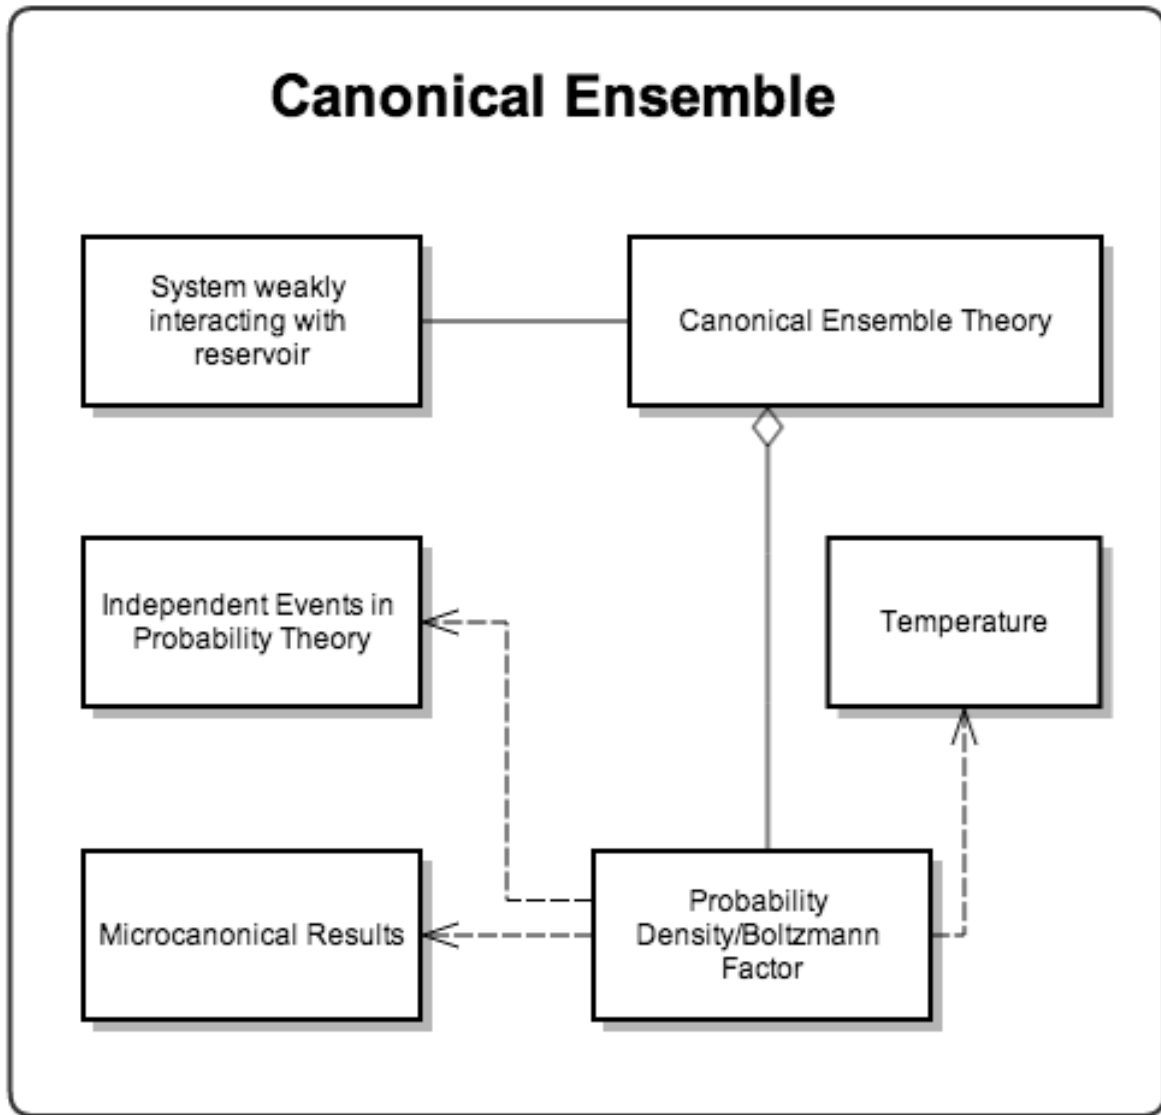 Canonical Ensemble
System weakly
interacting with
reservoir
Canonical Ensemble Theory
Independent Events in
Probability Theory
Temperature
Microcanonical Results
Probability
Density/Boltzmann
Factor